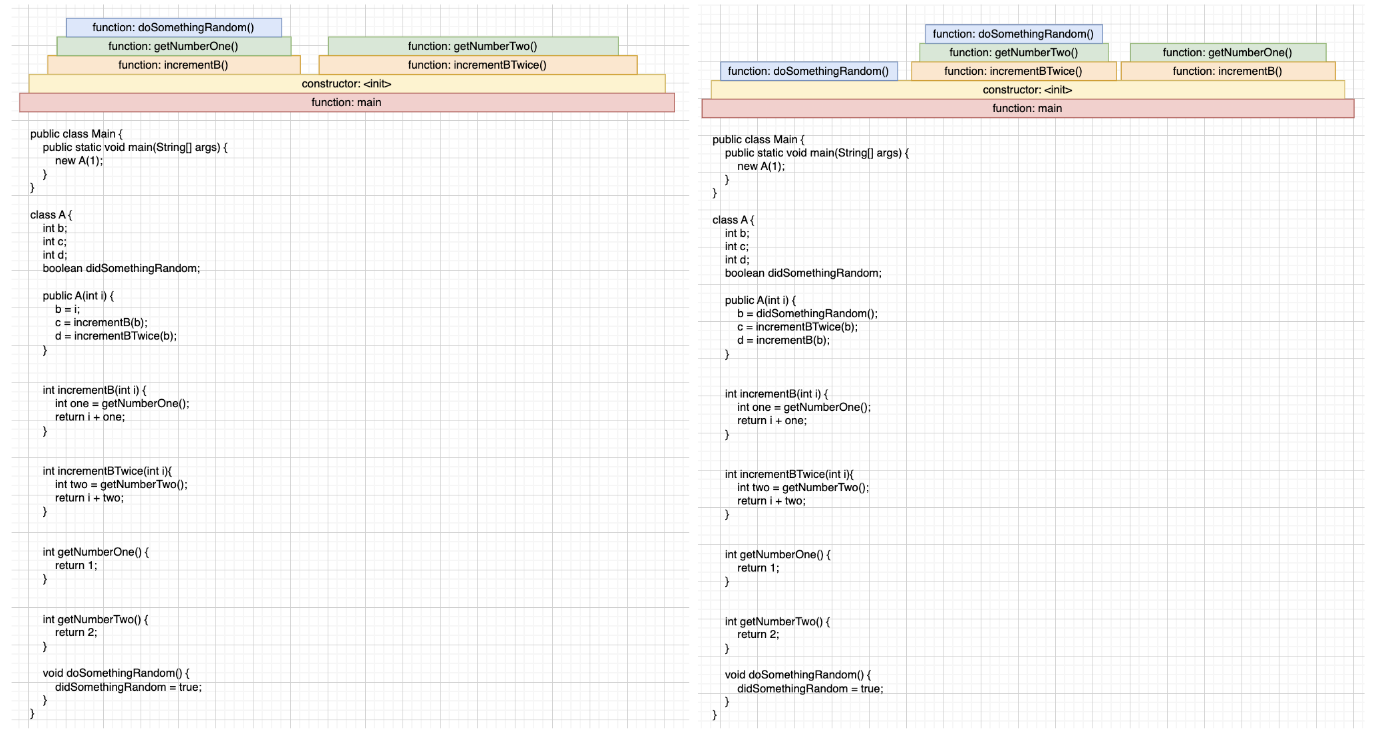 function: doSomethingRandom()
function: getNumberOne()
function: getNumberTwo()
function: incrementB()
function: incrementBTwice()
constructor: <init>
function: main
public class Main {
public static void main(String[] args) {
new A(1);
}
}
class A {
int b;
int c;
int d;
boolean didSomethingRandom;
public A(int i) {
b = i;
c = incrementB(b);
d = incrementBTwice(b);
}
int incrementB(int i) {
int one = getNumberOne();
return i + one;
}
int incrementBTwice(int i){
int two = getNumberTwo();
return i + two;
}
int getNumberOne() {
return 1;
}
int getNumberTwo() {
return 2;
}
void doSomethingRandom() {
didSomethingRandom = true;
}
}
function: doSomethingRandom()
function: getNumberTwo()
function: getNumberOne()
function: doSomethingRandom()
function: incrementBTwice()
function: incrementB()
constructor: <init>
function: main
public class Main {
public static void main(String[] args) {
new A(1);
}
}
class A {
int b;
int c;
int d;
boolean didSomethingRandom;
public A(int i) {
b = didSomethingRandom();
c = incrementBTwice(b);
d = incrementB(b);
}
int incrementB(int i) {
int one = getNumberOne();
return i + one;
}
int incrementBTwice(int i){
int two = getNumberTwo();
return i + two;
}
int getNumberOne() {
return 1;
}
int getNumberTwo() {
return 2;
}
void doSomethingRandom() {
didSomethingRandom = true;
}
}